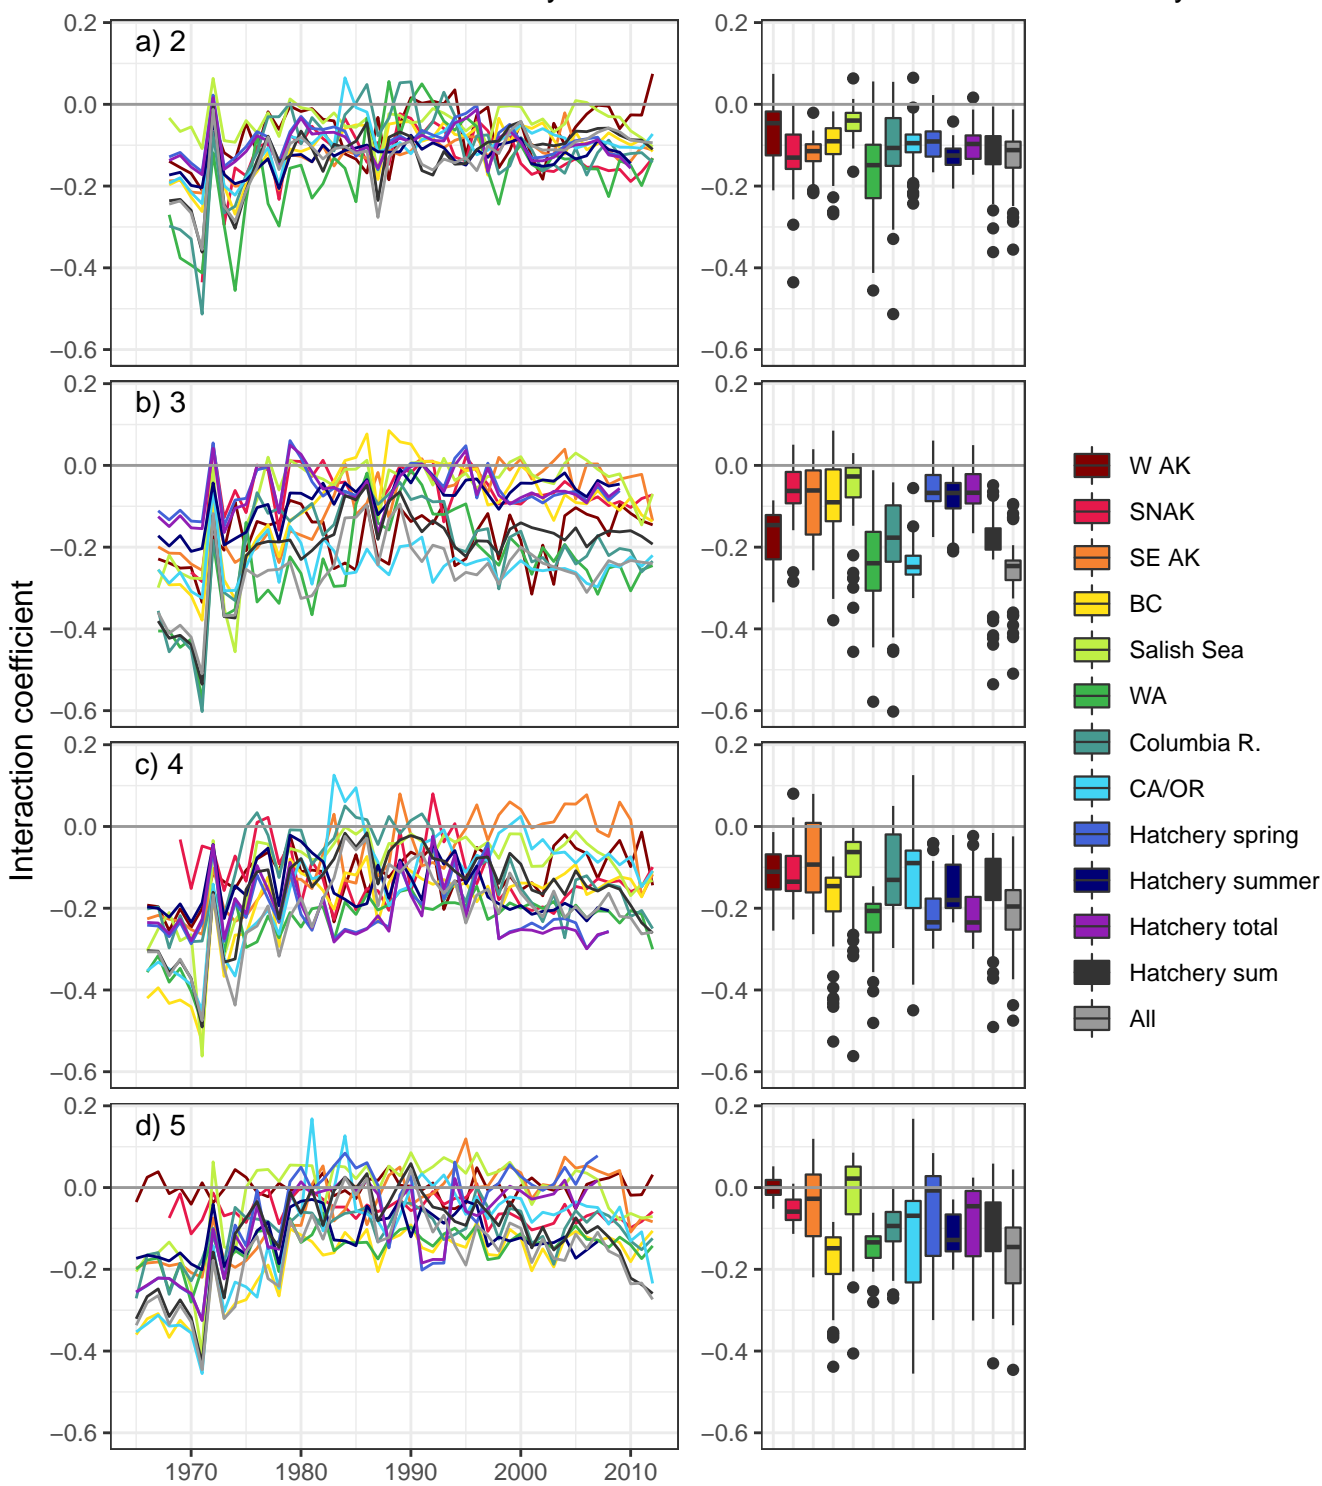 a) 2
0.2
0.0
−0.2
−0.4
−0.6
0.2
0.0
−0.2
−0.4
−0.6
b) 3
0.2
0.0
−0.2
−0.4
−0.6
0.2
0.0
−0.2
−0.4
−0.6
c) 4
0.2
0.0
−0.2
−0.4
−0.6
0.2
0.0
−0.2
−0.4
−0.6
d) 5
0.2
0.0
−0.2
−0.4
−0.6
0.2
0.0
−0.2
−0.4
−0.6
1970 1980 1990 2000 2010
Interaction coefficient
W AK
SNAK
SE AK
BC
Salish Sea
WA
Columbia R.
CA/OR
Hatchery spring
Hatchery summer
Hatchery total
Hatchery sum
All